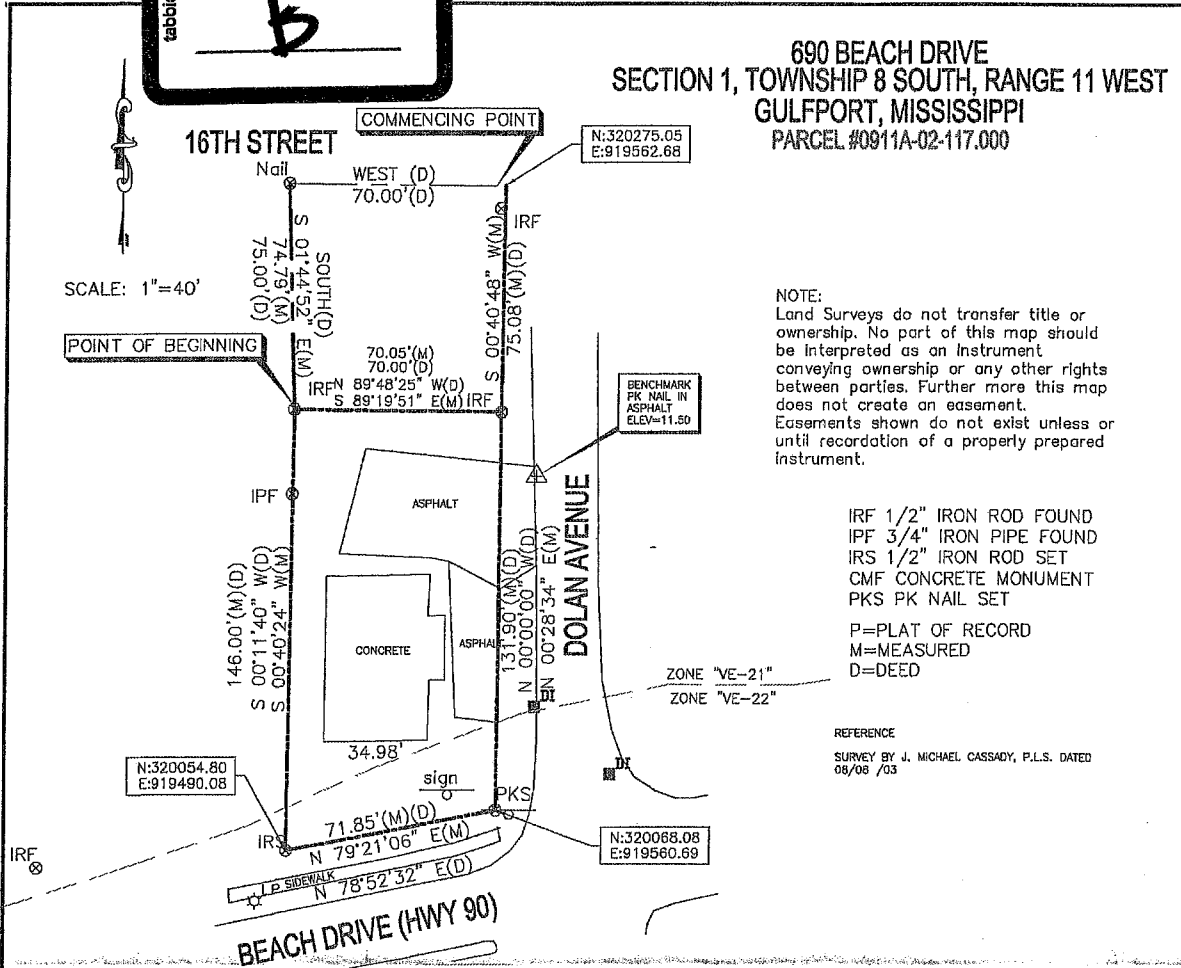 tabbies
B
690 BEACH DRIVE
SECTION 1, TOWNSHIP 8 SOUTH, RANGE 11 WEST
GULFPORT, MISSISSIPPI
PARCEL #0911A-02-117.000
COMMENCING POINT
N:320275.05
E:919562.68
16TH STREET
Nail
WEST (D)
70.00'(D)
IRF
SCALE: 1"=40'
SOUTH(D)
S 01°44'52" E(M)
74.79'(M)
75.00'(D)
S 00°40'48" W(M)
75.08'(M)(D)
POINT OF BEGINNING
70.05'(M)
70.00'(D)
IRF
N 89°48'25" W(D)
S 89°19'51" E(M)
IRF
BENCHMARK
PK NAIL IN
ASPHALT
ELEV=11.50
NOTE:
Land Surveys do not transfer title or
ownership. No part of this map should
be interpreted as an instrument
conveying ownership or any other rights
between parties. Further more this map
does not create an easement.
Easements shown do not exist unless or
until recordation of a properly prepared
instrument.
IPF
ASPHALT
DOLAN AVENUE
IRF 1/2" IRON ROD FOUND
IPF 3/4" IRON PIPE FOUND
IRS 1/2" IRON ROD SET
CMF CONCRETE MONUMENT
PKS PK NAIL SET
P=PLAT OF RECORD
M=MEASURED
D=DEED
146.00'(M)(D)
S 00°11'40" W(D)
S 00°40'24" W(M)
CONCRETE
ASPHALT
131.90'(M)(D)
N 00°00'00" W(D)
N 00°28'34" E(M)
ZONE "VE-21"
ZONE "VE-22"
DI
34.98'
REFERENCE
SURVEY BY J. MICHAEL CASSADY, P.L.S. DATED
08/06 /03
DI
N:320054.80
E:919490.08
sign
PKS
71.85'(M)(D)
N 79°21'06" E(M)
IRS
N:320068.08
E:919560.69
IRF
LP
SIDEWALK
N 78°52'32" E(D)
BEACH DRIVE (HWY 90)